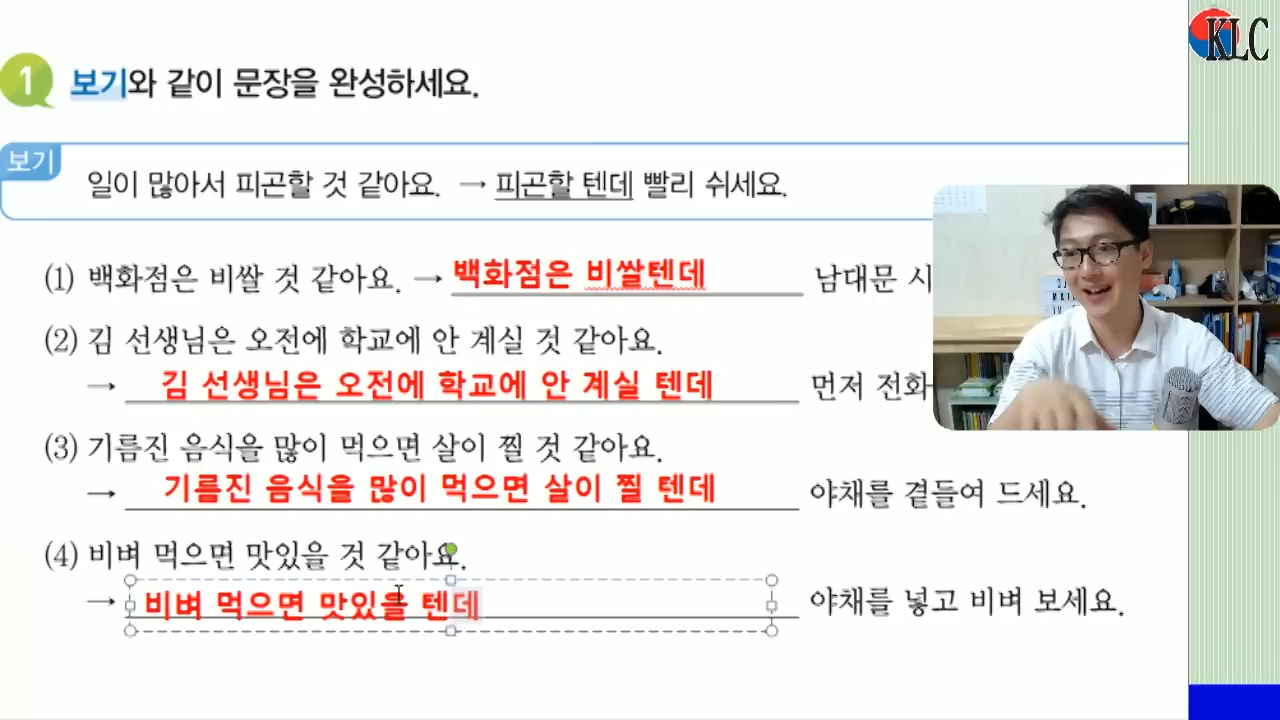 KLC
1 보기와 같이 문장을 완성하세요.
보기
일이 많아서 피곤할 것 같아요. → 피곤할 텐데 빨리 쉬세요.
(1) 백화점은 비쌀 것 같아요. → 백화점은 비쌀텐데 남대문 시
(2) 김 선생님은 오전에 학교에 안 계실 것 같아요.
→ 김 선생님은 오전에 학교에 안 계실 텐데 먼저 전화
(3) 기름진 음식을 많이 먹으면 살이 찔 것 같아요.
→ 기름진 음식을 많이 먹으면 살이 찔 텐데 야채를 곁들여 드세요.
(4) 비벼 먹으면 맛있을 것 같아요.
→ 비벼 먹으면 맛있을 텐데 야채를 넣고 비벼 보세요.